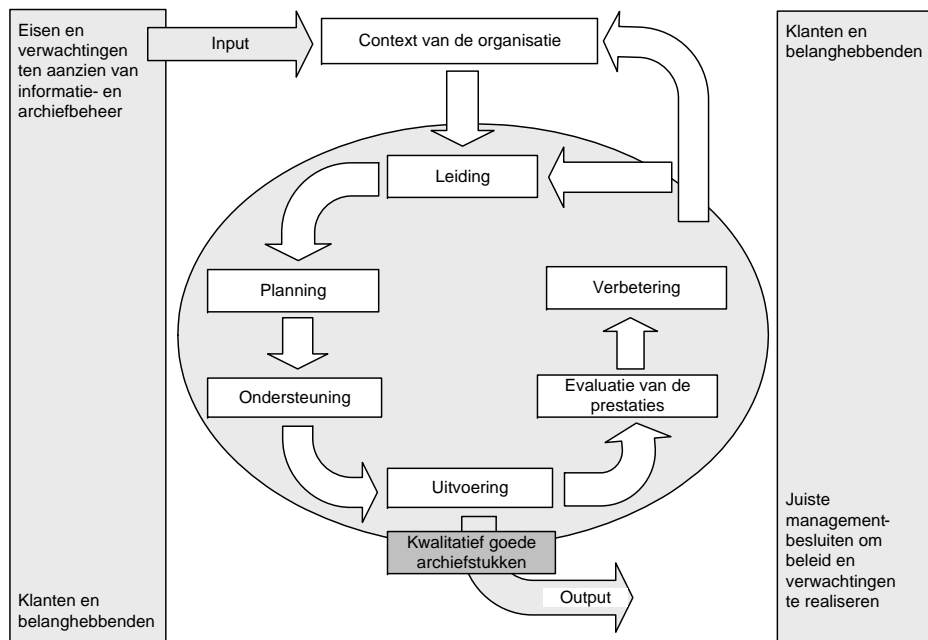 Eisen en
verwachtingen
ten aanzien van
informatie- en
archiefbeheer
Klanten en
belanghebbenden
Input
Context van de organisatie
Leiding
Planning
Ondersteuning
Uitvoering
Kwalitatief goede
archiefstukken
Output
Evaluatie van de
prestaties
Verbetering
Klanten en
belanghebbenden
Juiste
management-
besluiten om
beleid en
verwachtingen
te realiseren